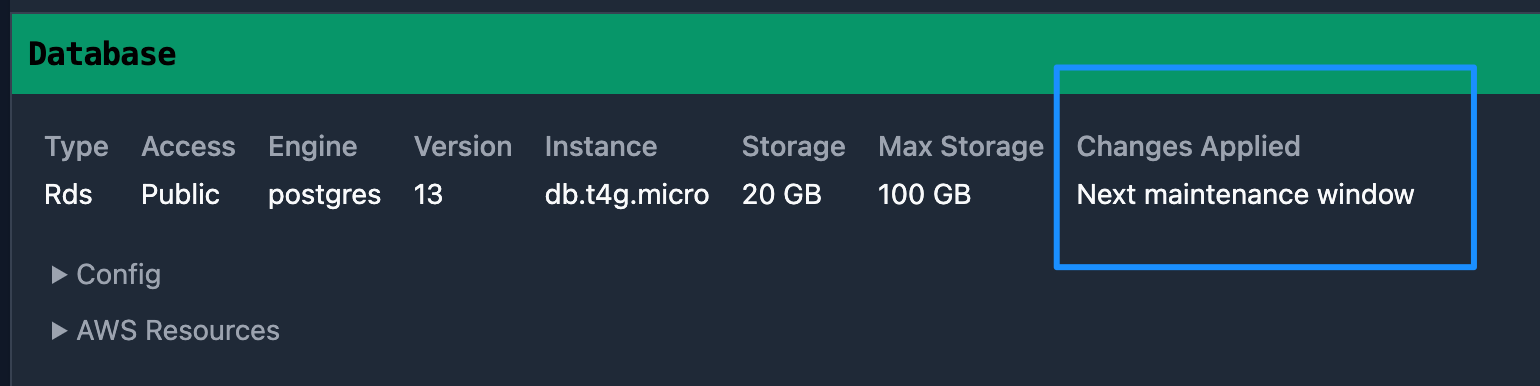 Database
Type Access Engine Version Instance Storage Max Storage Changes Applied
Rds Public postgres 13 db.t4g.micro 20 GB 100 GB Next maintenance window
Config
AWS Resources